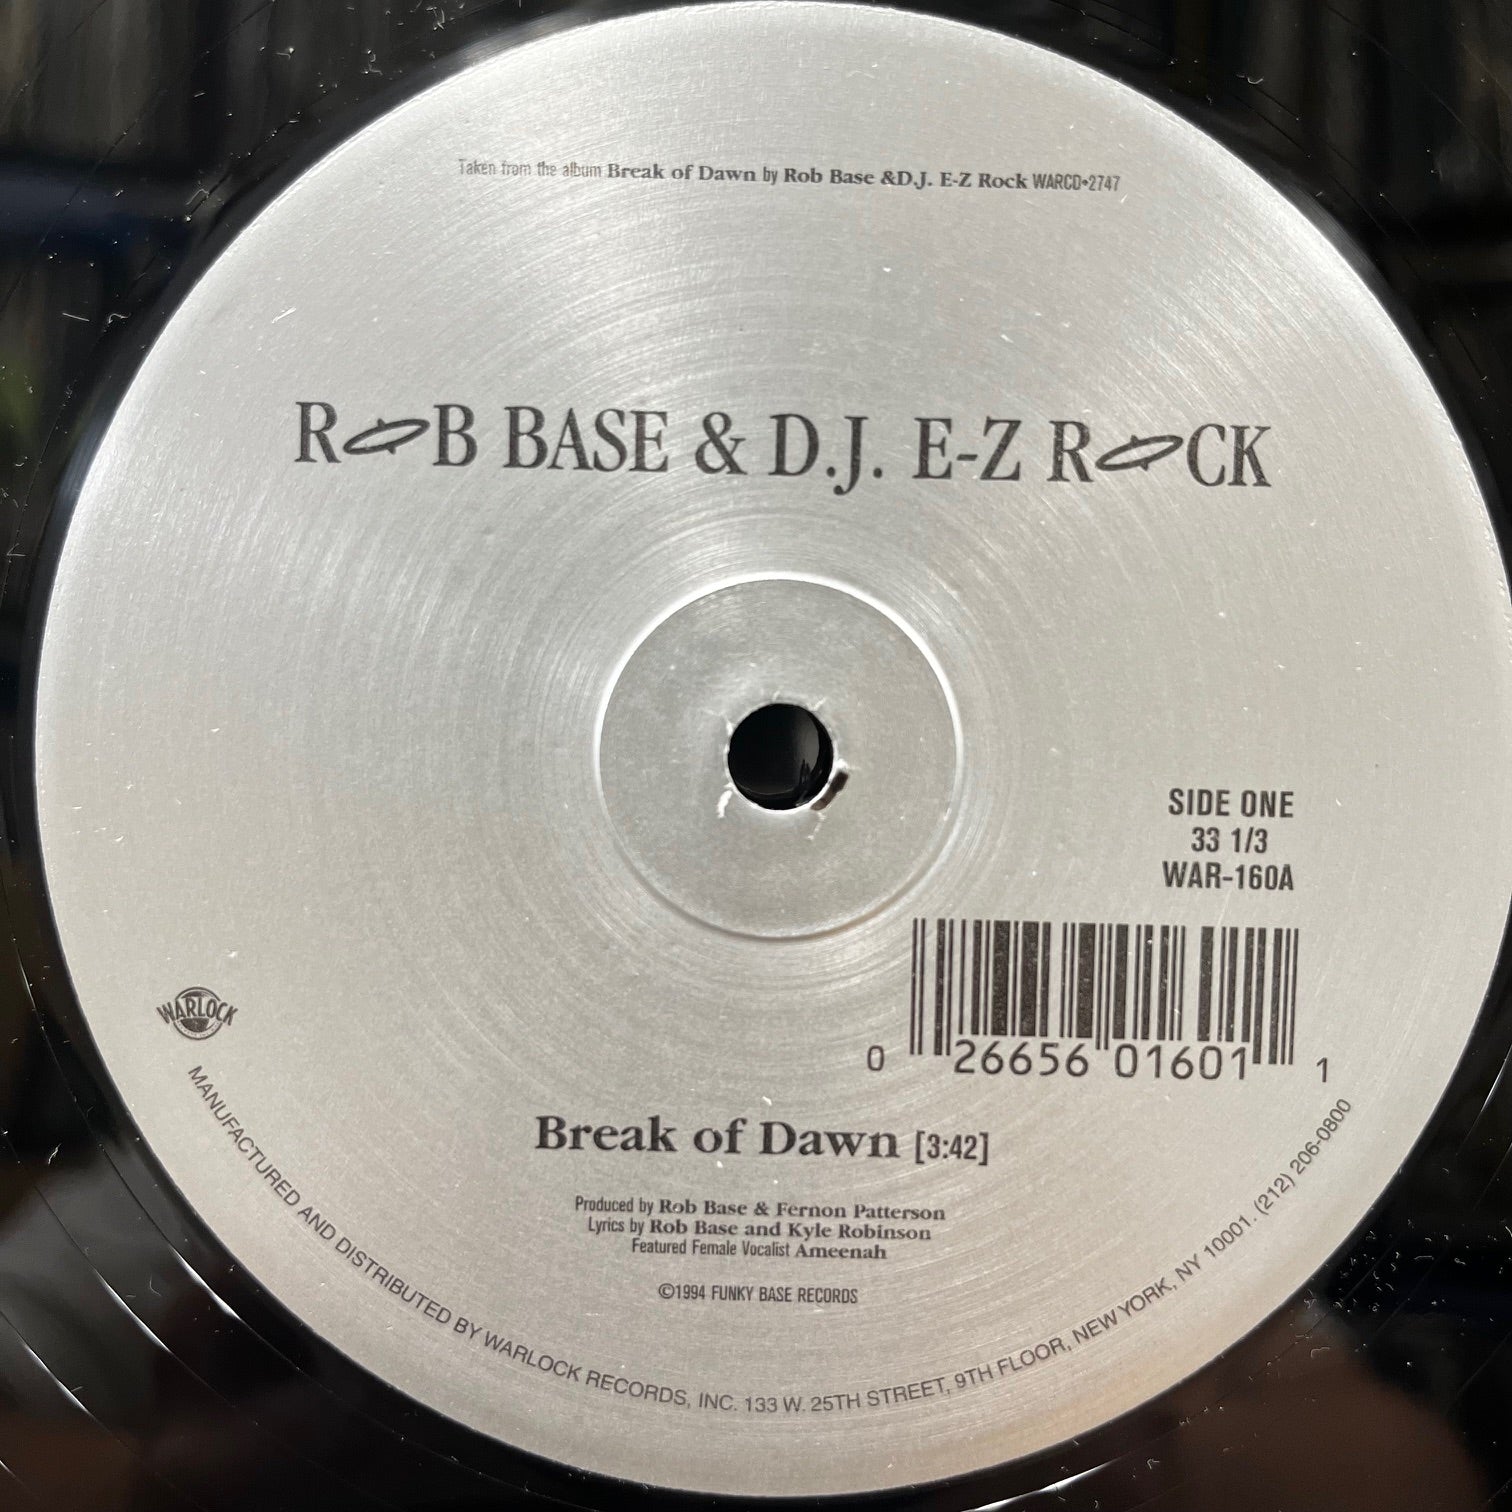 Taken from the album Break of Dawn by Rob Base &D.J. E-Z Rock WARCD•2747
ROB BASE & D.J. E-Z ROCK
SIDE ONE
33 1/3
WAR-160A
WARLOCK
0 26656 01601 1
Break of Dawn [3:42]
Produced by Rob Base & Fernon Patterson
Lyrics by Rob Base and Kyle Robinson
Featured Female Vocalist Ameenah
©1994 FUNKY BASE RECORDS
MANUFACTURED AND DISTRIBUTED BY WARLOCK RECORDS, INC. 133 W. 25TH STREET, 9TH FLOOR, NEW YORK, NY 10001. (212) 206-0800